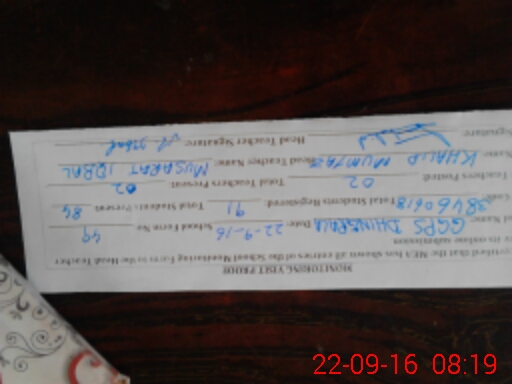 MONITORING VISIT PROOF
certified that the MEA has shown all entries of the School Monitoring Form to the Head Teacher
its online submission
GGPS DHINGRALA Date: 22-9-16 School Form No 49
38460618 Total Students Registered 91 Total Students Present 84
Teachers Posted: 02 Total Teachers Present 02
Name: KHALID MUMTAZ Head Teacher Name: MUSARAT IQBAL
Signature: Head Teacher Signature:
22-09-16 08:19